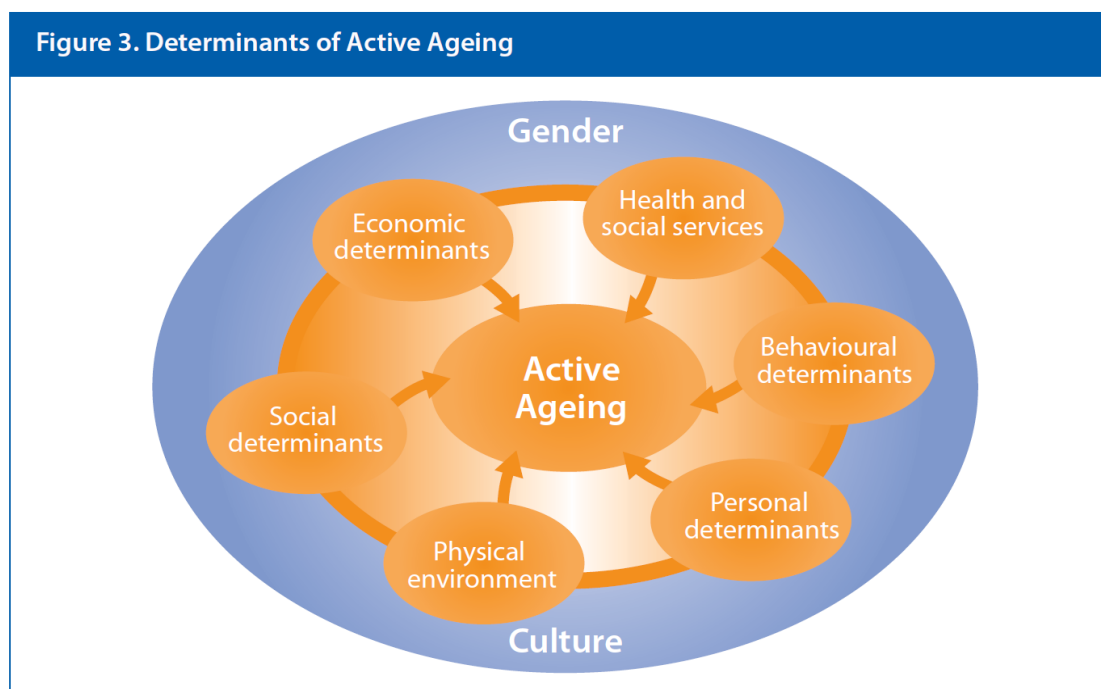 Figure 3. Determinants of Active Ageing
Gender
Economic
determinants
Health and
social services
Behavioural
determinants
Active
Ageing
Social
determinants
Personal
determinants
Physical
environment
Culture